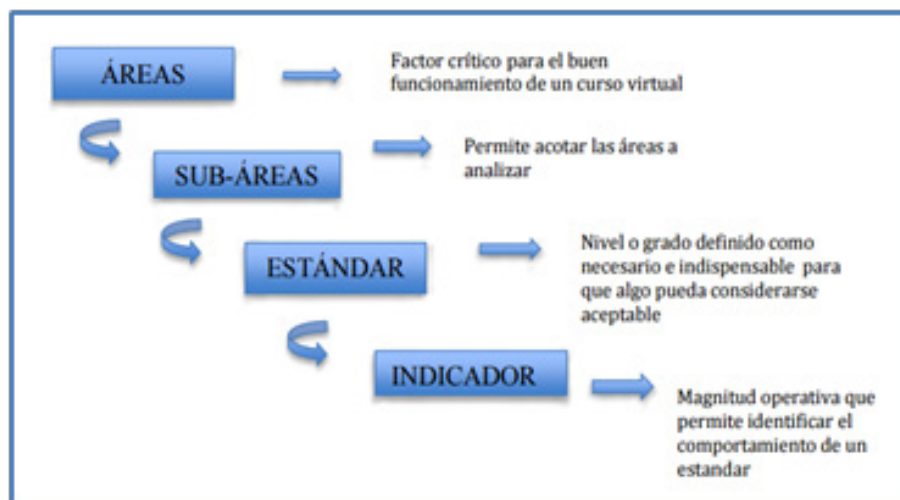 ÁREAS
Factor crítico para el buen
funcionamiento de un curso virtual
SUB-ÁREAS
Permite acotar las áreas a
analizar
ESTÁNDAR
Nivel o grado definido como
necesario e indispensable para
que algo pueda considerarse
aceptable
INDICADOR
Magnitud operativa que
permite identificar el
comportamiento de un
estandar